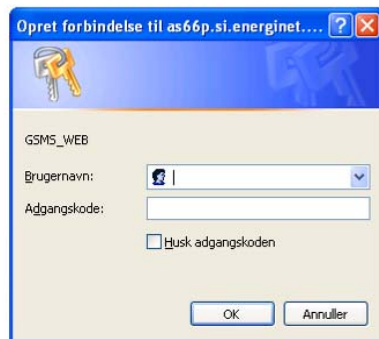 Opret forbindelse til as66p.si.energinet....
GSMS_WEB
Brugernavn:
Adgangskode:
Husk adgangskoden
OK
Annuller